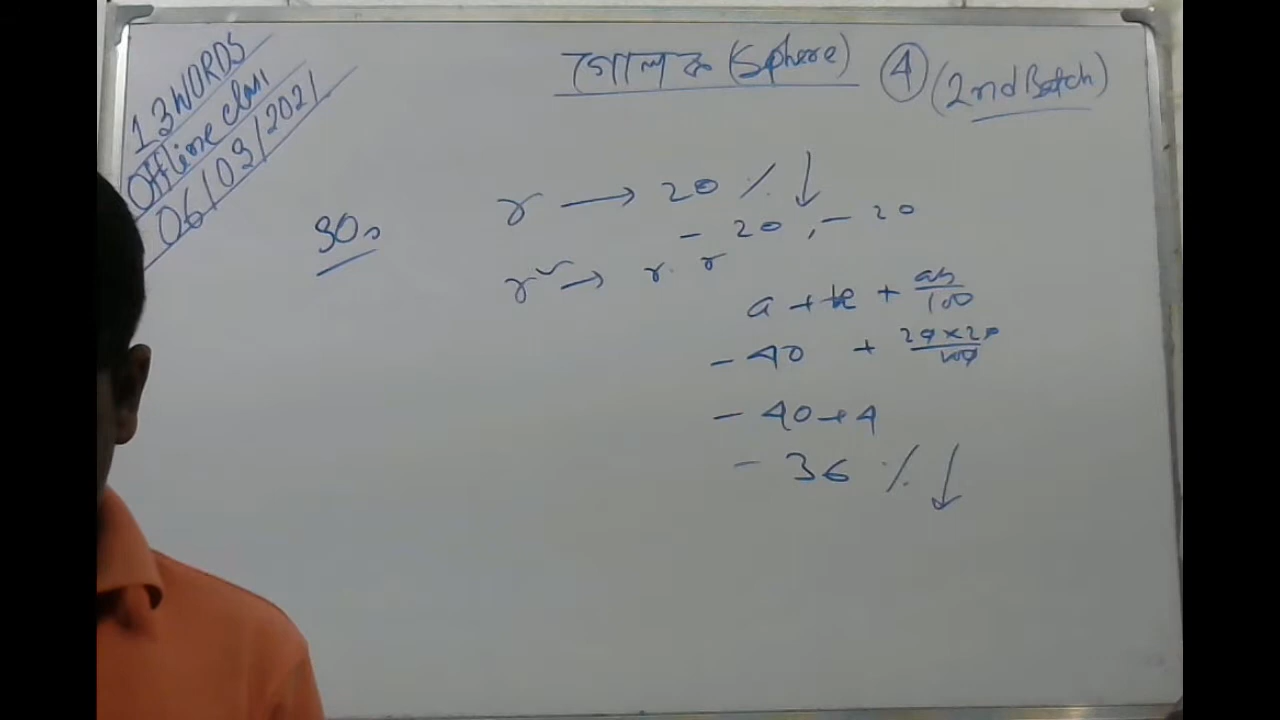 13 WORDS
Offline class
06/03/2021
গোলক (Sphere) 4 (2nd Batch)
30.
r → 20 % ↓
- 20 , - 20
r² → r . r
a + b + ab/100
- 40 + 20 × 20/100
- 40 + 4
- 36 % ↓